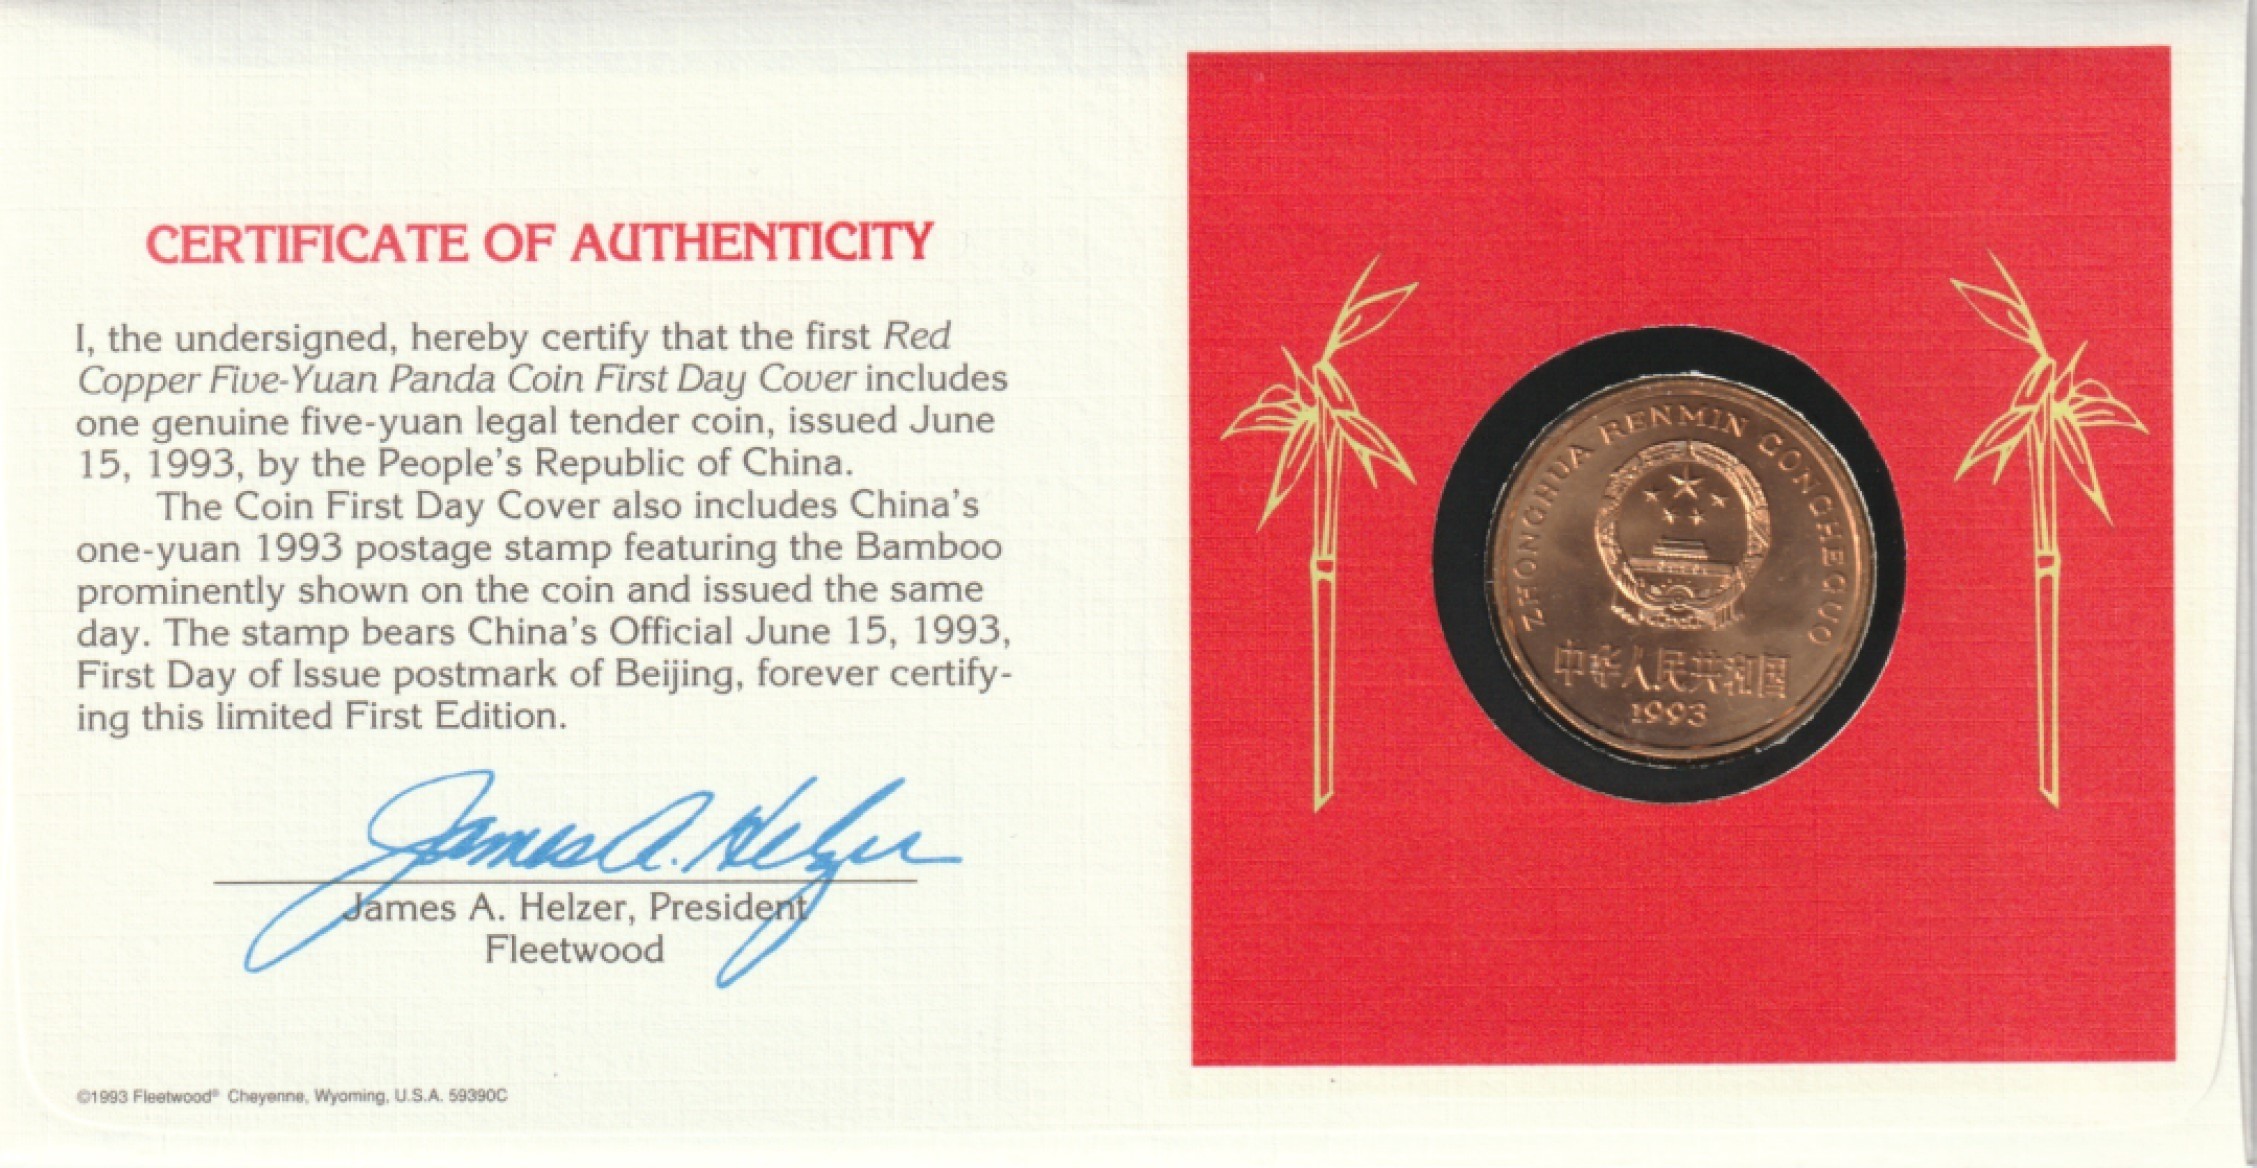 CERTIFICATE OF AUTHENTICITY
I, the undersigned, hereby certify that the first Red
Copper Five-Yuan Panda Coin First Day Cover includes
one genuine five-yuan legal tender coin, issued June
15, 1993, by the People's Republic of China.
The Coin First Day Cover also includes China's
one-yuan 1993 postage stamp featuring the Bamboo
prominently shown on the coin and issued the same
day. The stamp bears China's Official June 15, 1993,
First Day of Issue postmark of Beijing, forever certify-
ing this limited First Edition.
James A. Helzer
James A. Helzer, President
Fleetwood
©1993 Fleetwood® Cheyenne, Wyoming, U.S.A. 59390C
ZHONGHUA RENMIN GONGHEGUO
中华人民共和国
1993